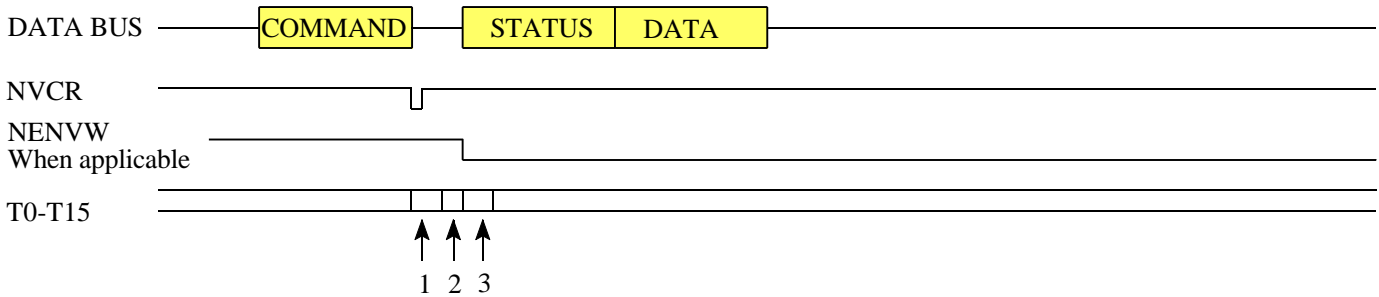 DATA BUS COMMAND STATUS DATA
NVCR
NENVW
When applicable
T0-T15
1 2 3